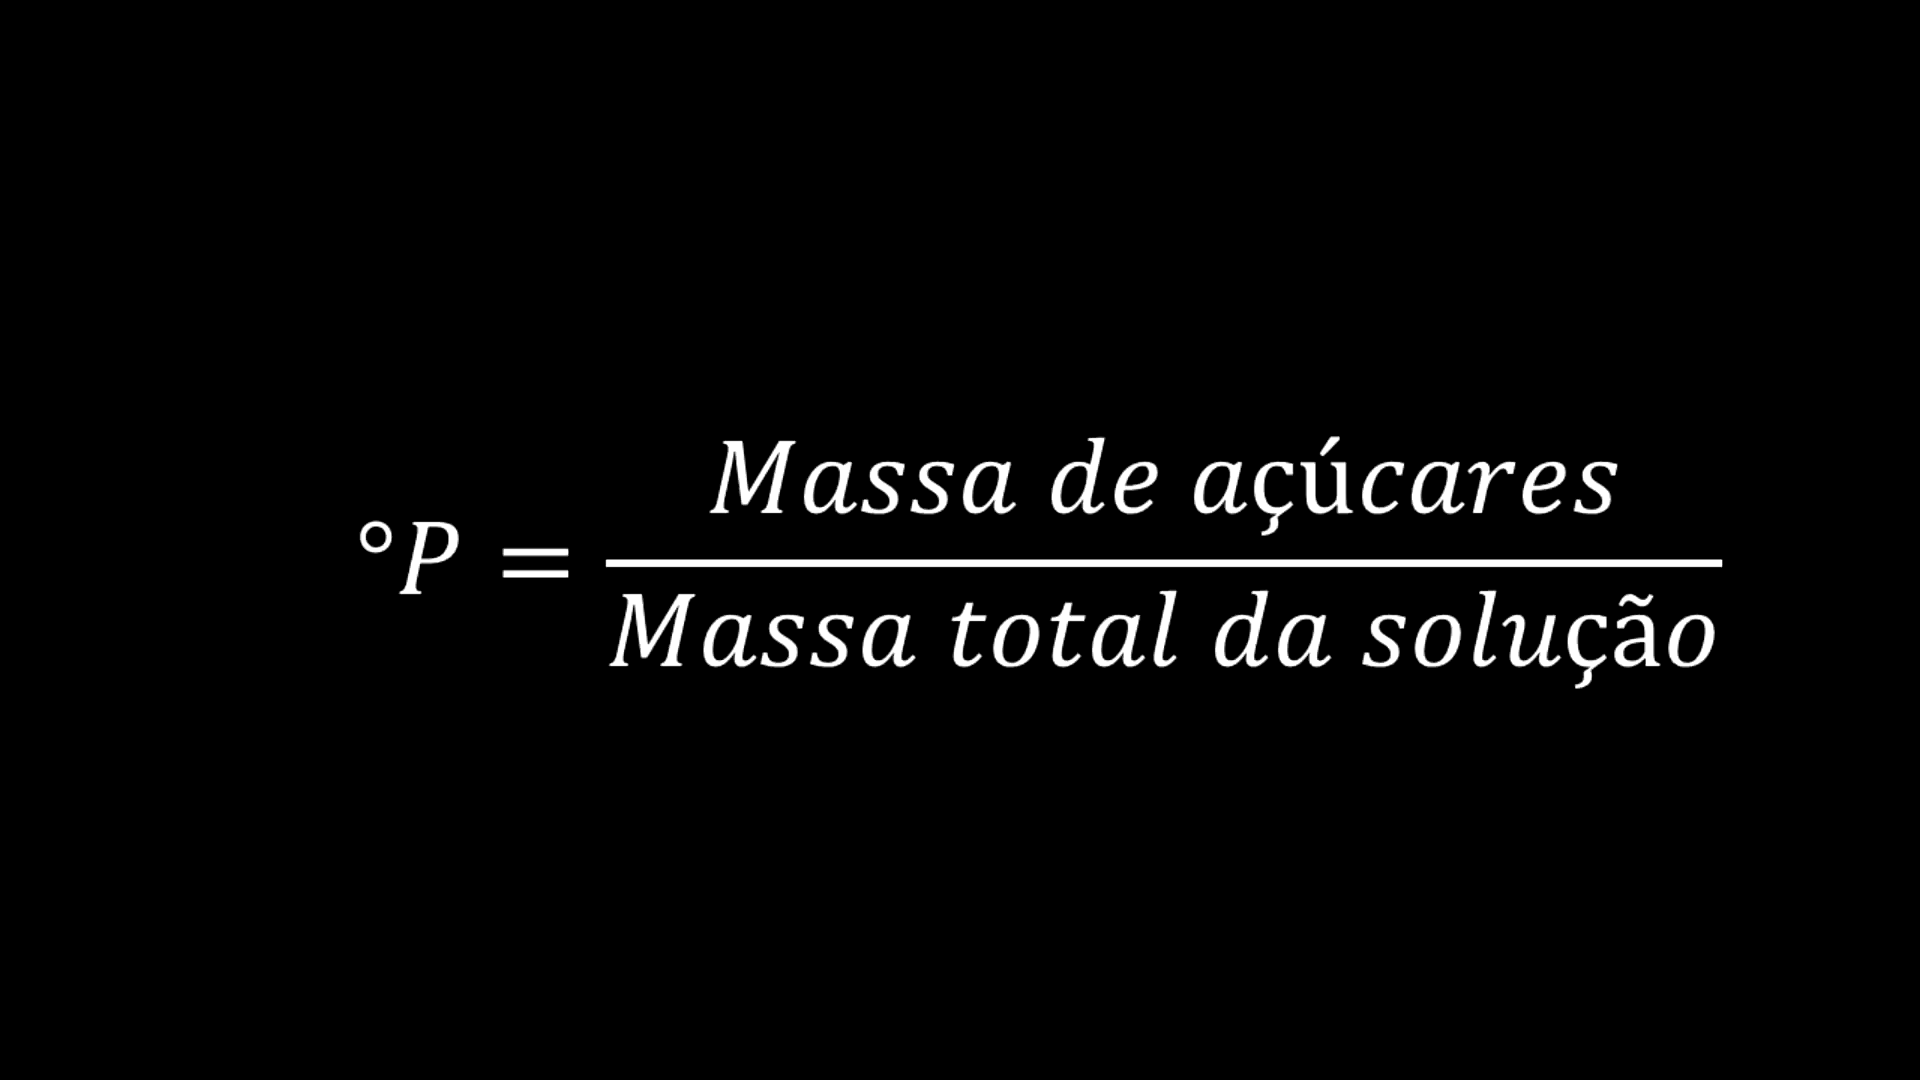 Massa de açúcares
°P =
Massa total da solução